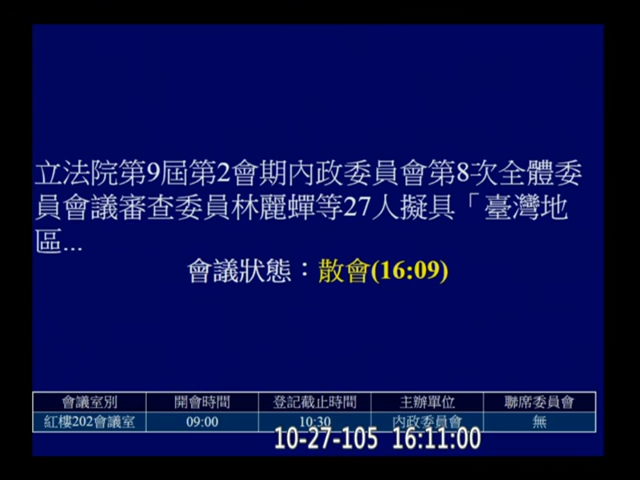 立法院第9屆第2會期內政委員會第8次全體委
員會議審查委員林麗蟬等27人擬具「臺灣地
區...
會議狀態：散會(16:09)
會議室別 開會時間 登記截止時間 主辦單位 聯席委員會
紅樓202會議室 09:00 10:30 內政委員會 無
10-27-105 16:11:00